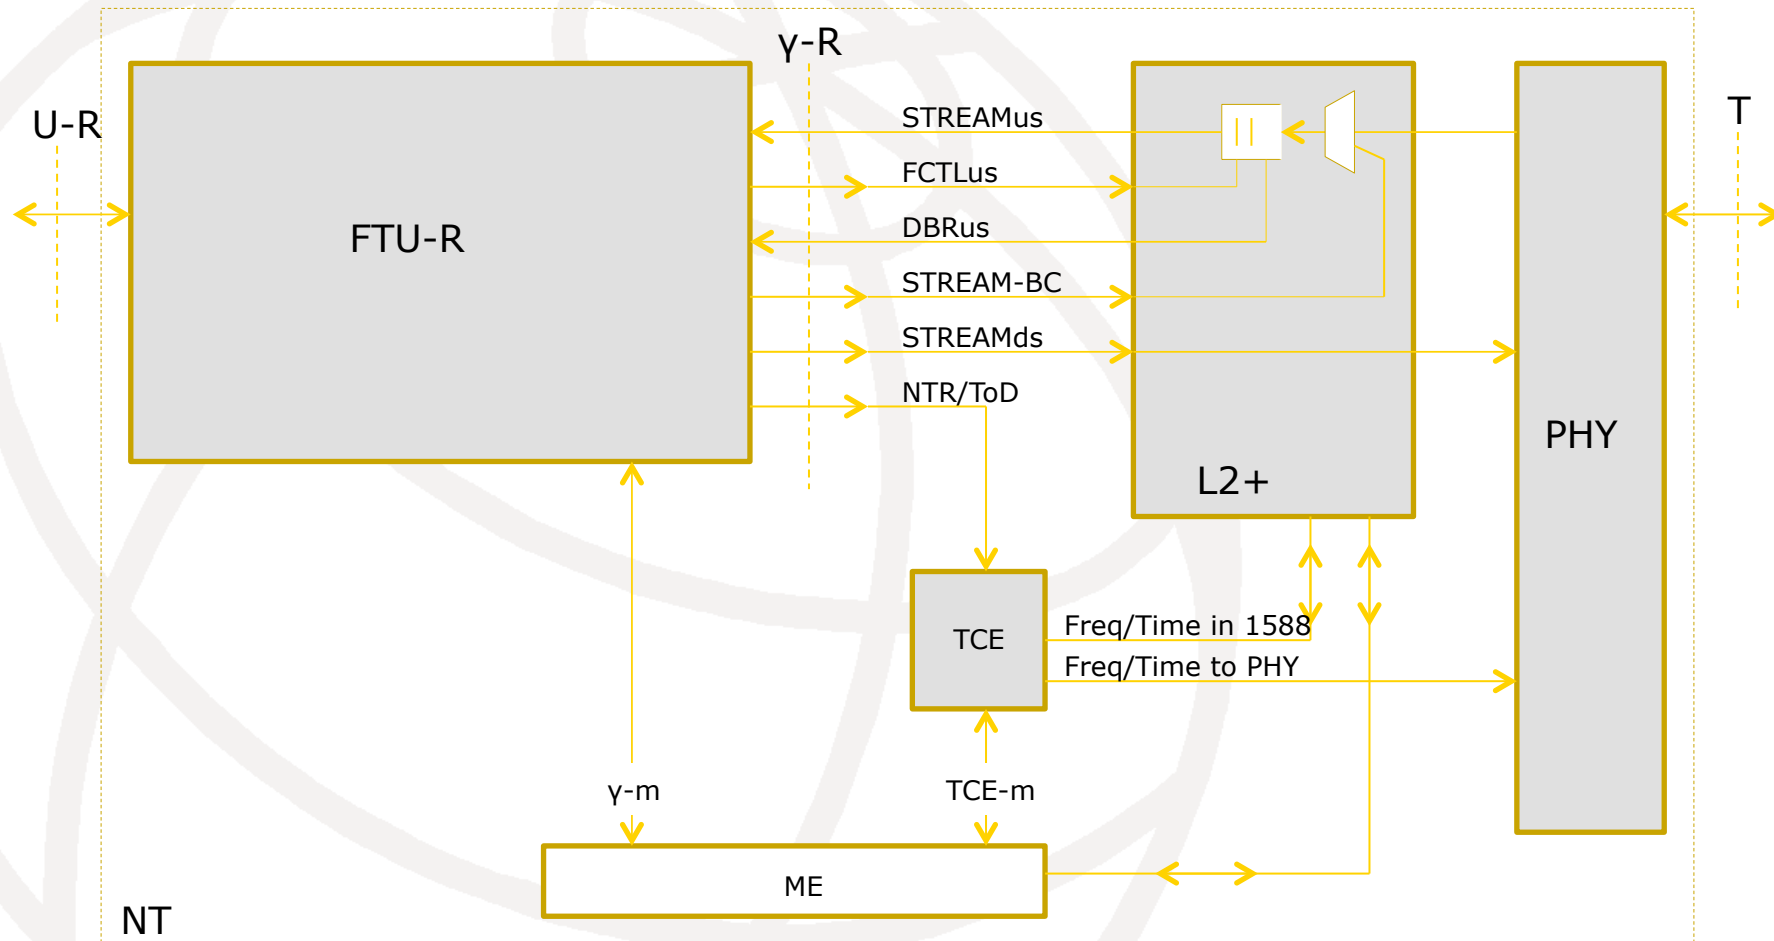 γ-R
U-R
T
STREAMus
FCTLus
DBRus
FTU-R
STREAM-BC
STREAMds
NTR/ToD
PHY
L2+
TCE
Freq/Time in 1588
Freq/Time to PHY
γ-m
TCE-m
ME
NT